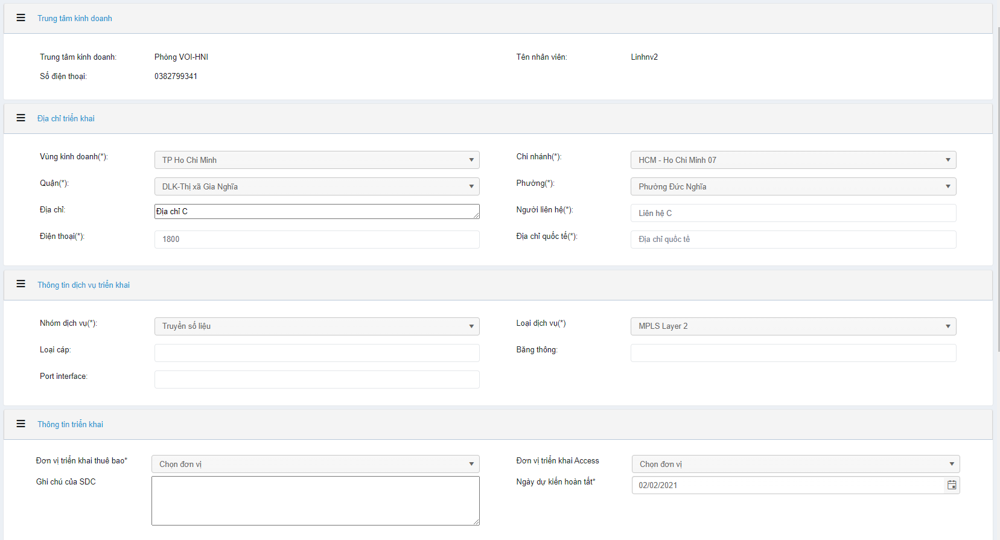 Trung tâm kinh doanh
Trung tâm kinh doanh: Phòng VOI-HNI Tên nhân viên: Linhnv2
Số điện thoại: 0382799341
Địa chỉ triển khai
Vùng kinh doanh(*): TP Ho Chi Minh Chi nhánh(*): HCM - Ho Chi Minh 07
Quận(*): DLK-Thị xã Gia Nghĩa Phường(*): Phường Đức Nghĩa
Địa chỉ: Địa chỉ C Người liên hệ(*): Liên hệ C
Điện thoại(*): 1800 Địa chỉ quốc tế(*): Địa chỉ quốc tế
Thông tin dịch vụ triển khai
Nhóm dịch vụ(*): Truyền số liệu Loại dịch vụ(*) MPLS Layer 2
Loại cáp: Băng thông:
Port interface:
Thông tin triển khai
Đơn vị triển khai thuê bao* Chọn đơn vị Đơn vị triển khai Access Chọn đơn vị
Ghi chú của SDC Ngày dự kiến hoàn tất* 02/02/2021